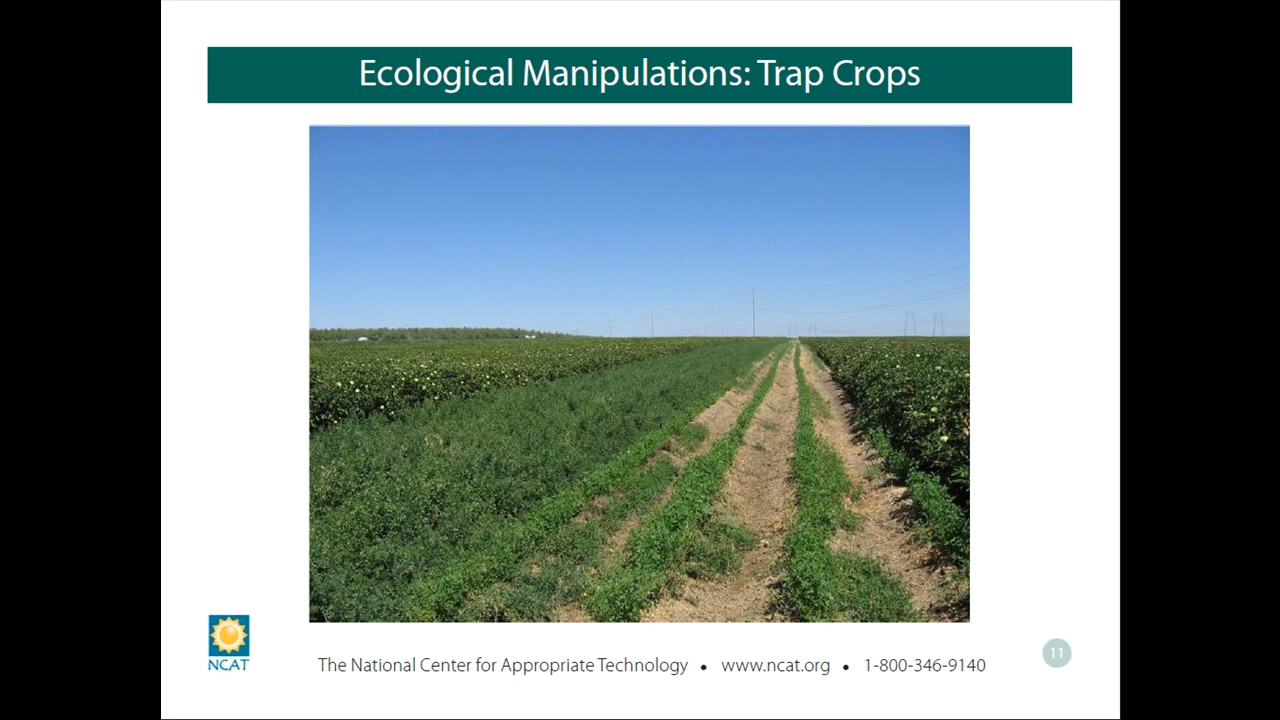 Ecological Manipulations: Trap Crops
NCAT
The National Center for Appropriate Technology • www.ncat.org • 1-800-346-9140
11